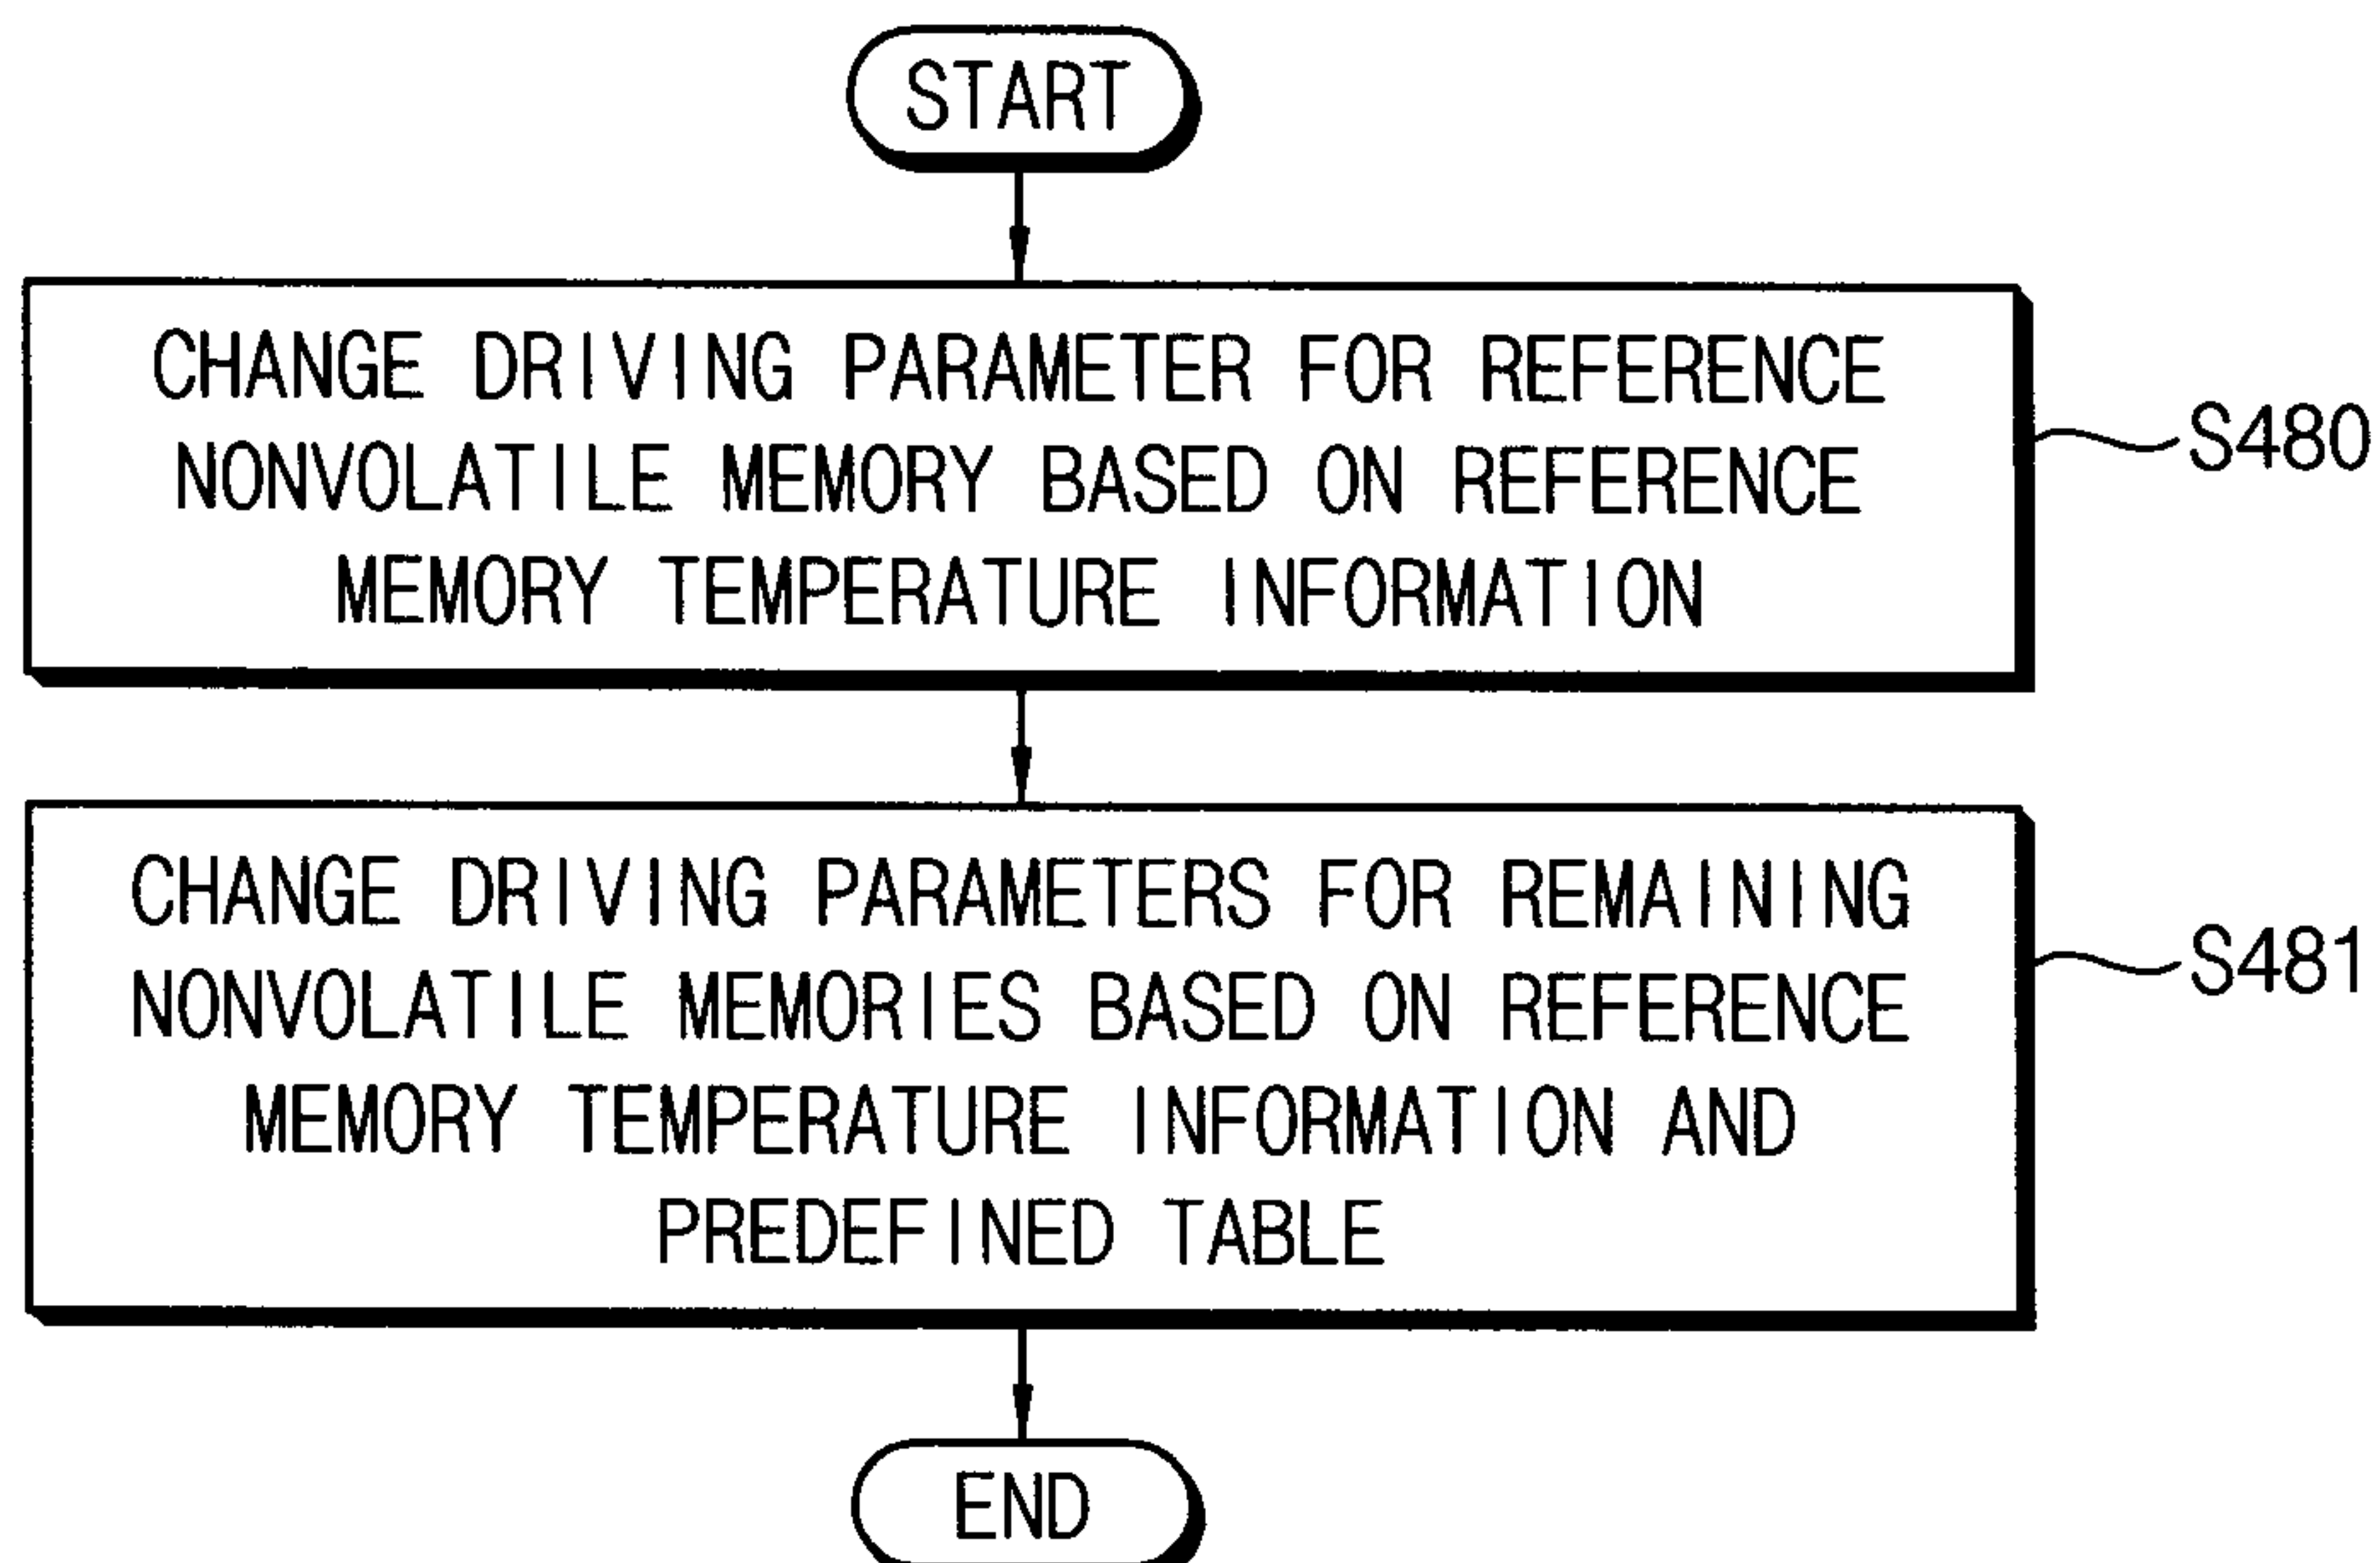 START
CHANGE DRIVING PARAMETER FOR REFERENCE
NONVOLATILE MEMORY BASED ON REFERENCE
MEMORY TEMPERATURE INFORMATION
S480
CHANGE DRIVING PARAMETERS FOR REMAINING
NONVOLATILE MEMORIES BASED ON REFERENCE
MEMORY TEMPERATURE INFORMATION AND
PREDEFINED TABLE
S481
END